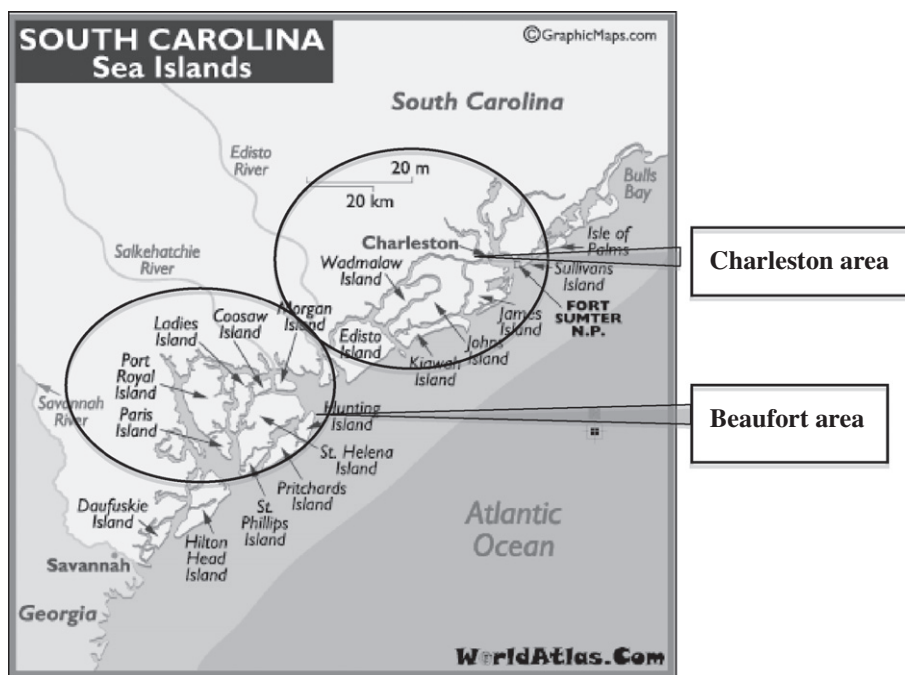 SOUTH CAROLINA
Sea Islands
©GraphicMaps.com
South Carolina
Edisto
River
20 m
20 km
Bulls
Bay
Salkehatchie
River
Charleston
Isle of
Palms
Wadmalaw
Island
Sullivans
Island
FORT
SUMTER
N.P.
Charleston area
Morgan
Island
Coosaw
Island
Ladies
Island
Edisto
Island
James
Island
Johns
Island
Kiawah
Island
Port
Royal
Island
Savannah
River
Paris
Island
Hunting
Island
Beaufort area
St. Helena
Island
Pritchards
Island
St.
Phillips
Island
Daufuskie
Island
Hilton
Head
Island
Atlantic
Ocean
Savannah
Georgia
WorldAtlas.Com